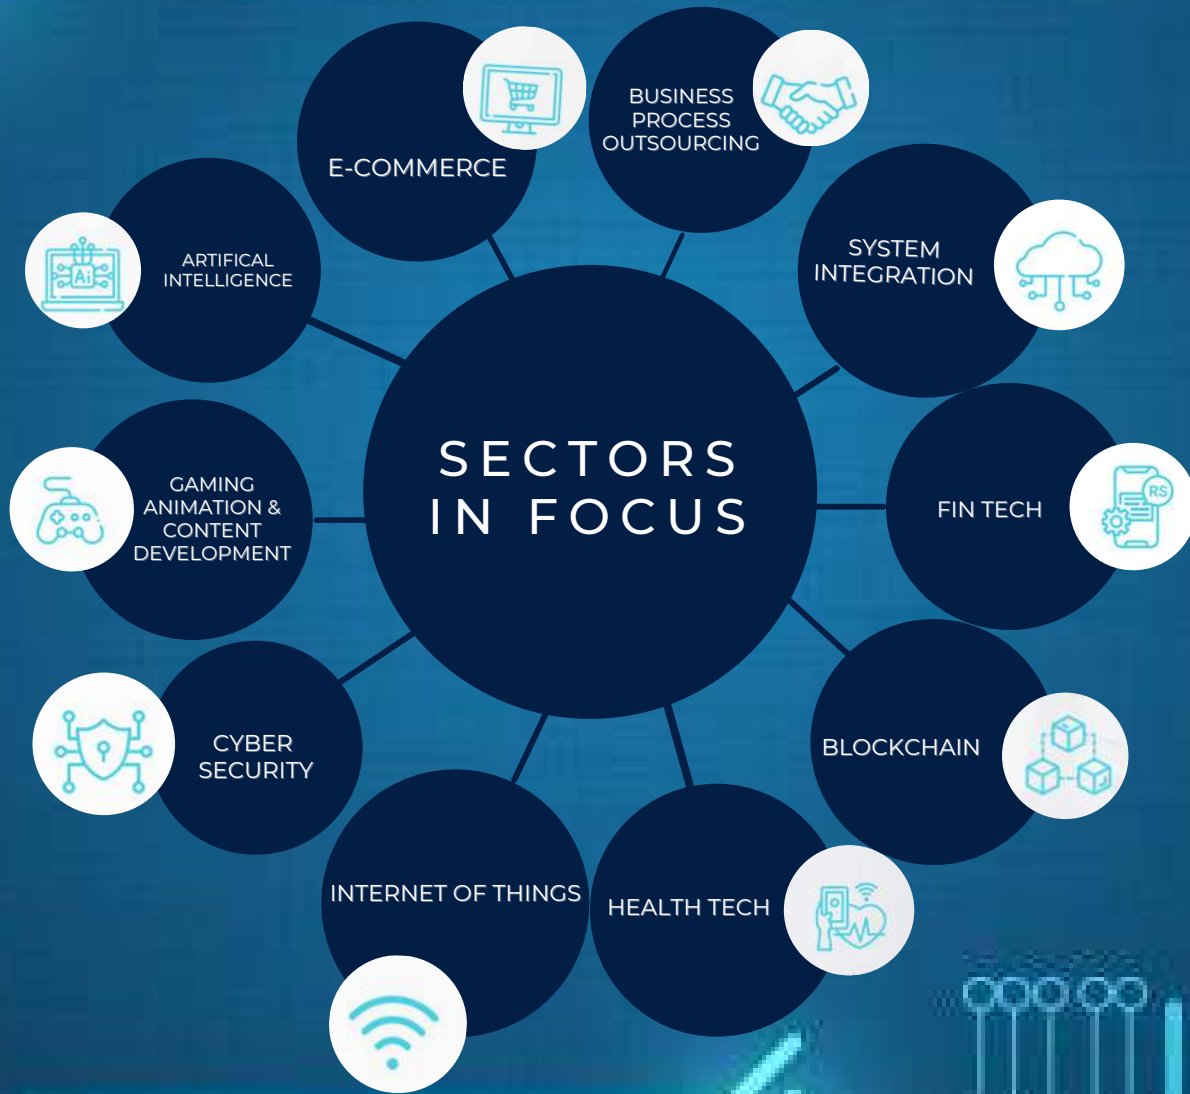 E-COMMERCE
BUSINESS
PROCESS
OUTSOURCING
SYSTEM
INTEGRATION
ARTIFICAL
INTELLIGENCE
Ai
SECTORS
IN FOCUS
FIN TECH
RS
GAMING
ANIMATION &
CONTENT
DEVELOPMENT
BLOCKCHAIN
CYBER
SECURITY
INTERNET OF THINGS
HEALTH TECH